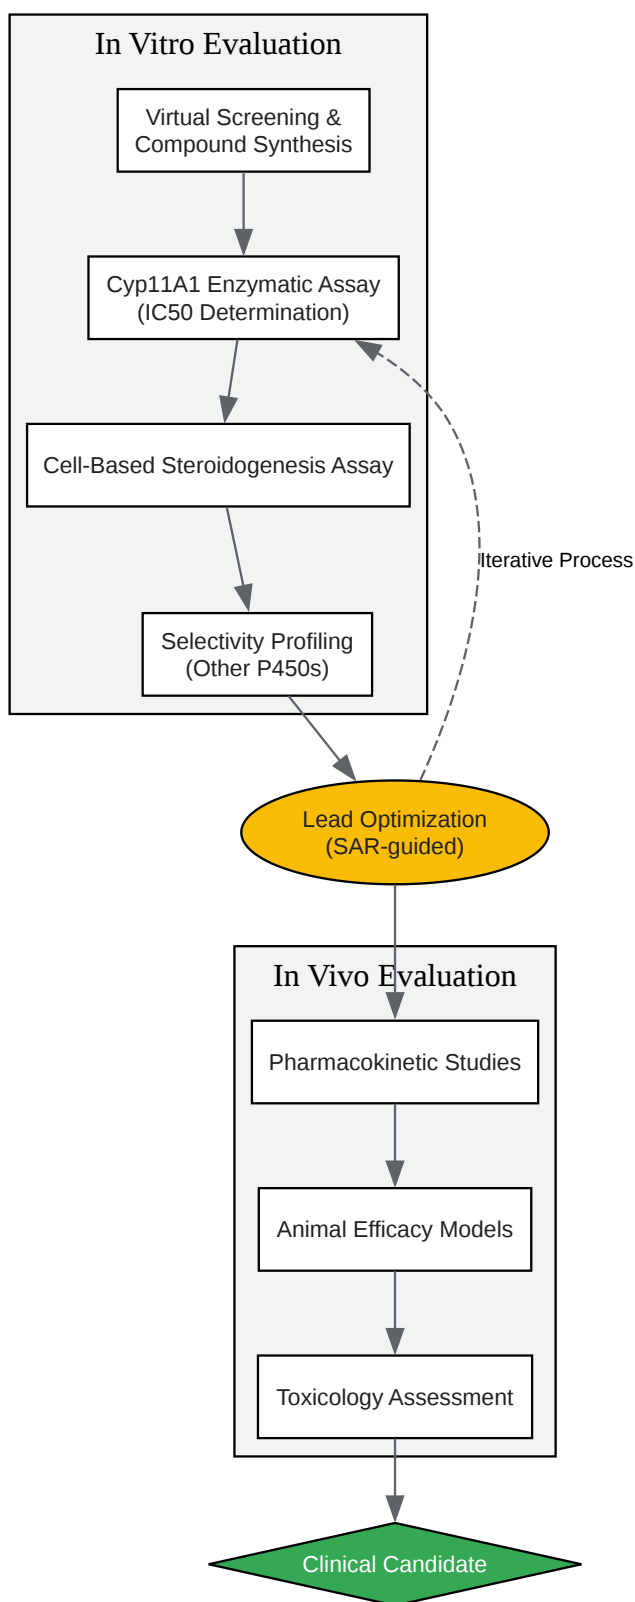 In Vitro Evaluation
Virtual Screening &
Compound Synthesis
Cyp11A1 Enzymatic Assay
(IC50 Determination)
Cell-Based Steroidogenesis Assay
Iterative Process
Selectivity Profiling
(Other P450s)
Lead Optimization
(SAR-guided)
In Vivo Evaluation
Pharmacokinetic Studies
Animal Efficacy Models
Toxicology Assessment
Clinical Candidate